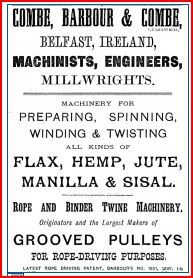 COMBE, BARBOUR & COMBE,
BELFAST, IRELAND,
MACHINISTS, ENGINEERS,
MILLWRIGHTS.
MACHINERY FOR
PREPARING, SPINNING,
WINDING & TWISTING
ALL KINDS OF
FLAX, HEMP, JUTE,
MANILLA & SISAL.
ROPE AND BINDER TWINE MACHINERY.
Originators and the Largest Makers of
GROOVED PULLEYS
FOR ROPE-DRIVING PURPOSES.
LATEST ROPE DRIVING PATENT, BARBOUR'S NO.